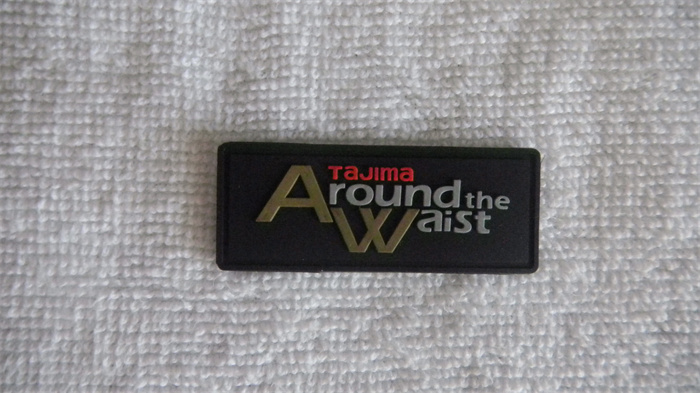 TaJima
Around the
Waist